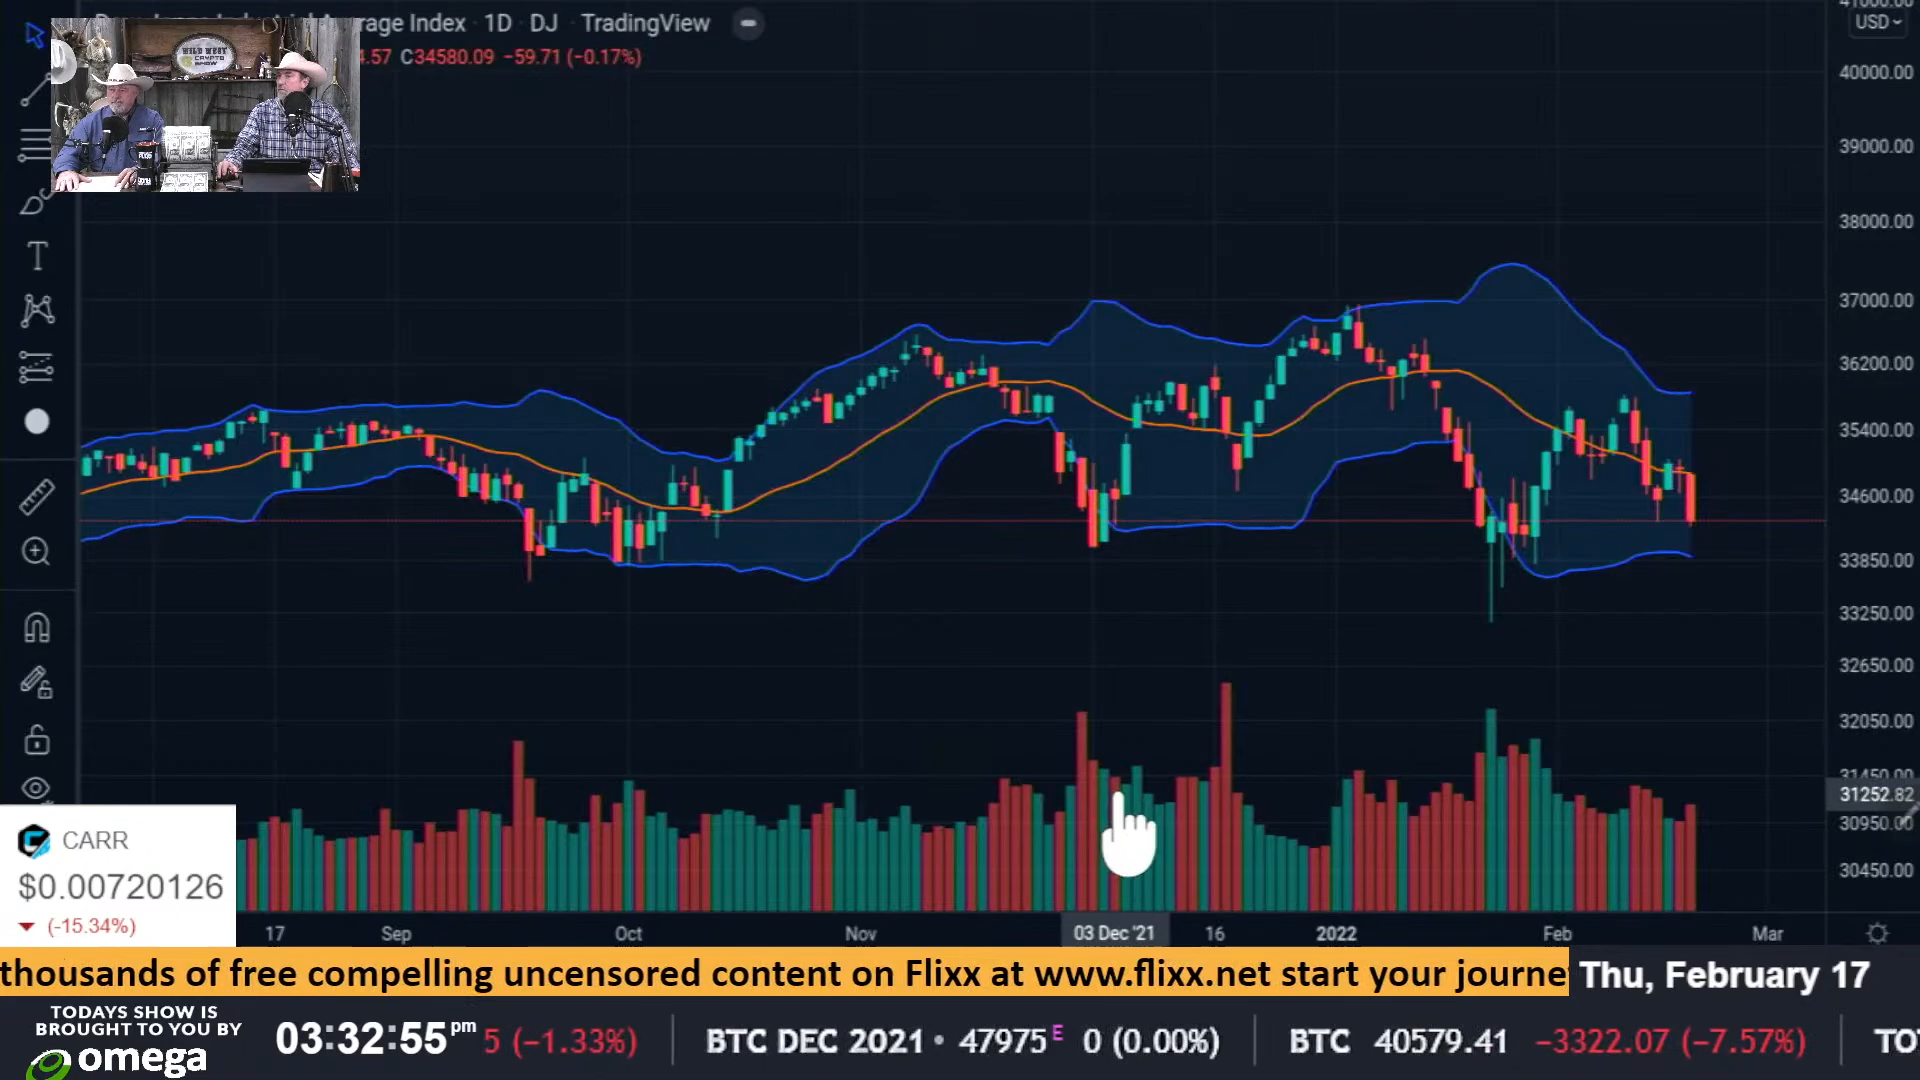 rage Index · 1D · DJ · TradingView
4.57 C34580.09 −59.71 (−0.17%)
WILD WEST
CRYPTO
SHOW
USD
41000.00
40000.00
39000.00
38000.00
37000.00
36200.00
35400.00
34600.00
33850.00
33250.00
32650.00
32050.00
31450.00
31252.82
30950.00
30450.00
T
CARR
$0.00720126
(-15.34%)
17 Sep Oct Nov 03 Dec '21 16 2022 Feb Mar
thousands of free compelling uncensored content on Flixx at www.flixx.net start your journe
Thu, February 17
TODAYS SHOW IS
BROUGHT TO YOU BY
omega
03:32:55 pm 5 (−1.33%) BTC DEC 2021 • 47975 E 0 (0.00%) BTC 40579.41 −3322.07 (−7.57%) TO